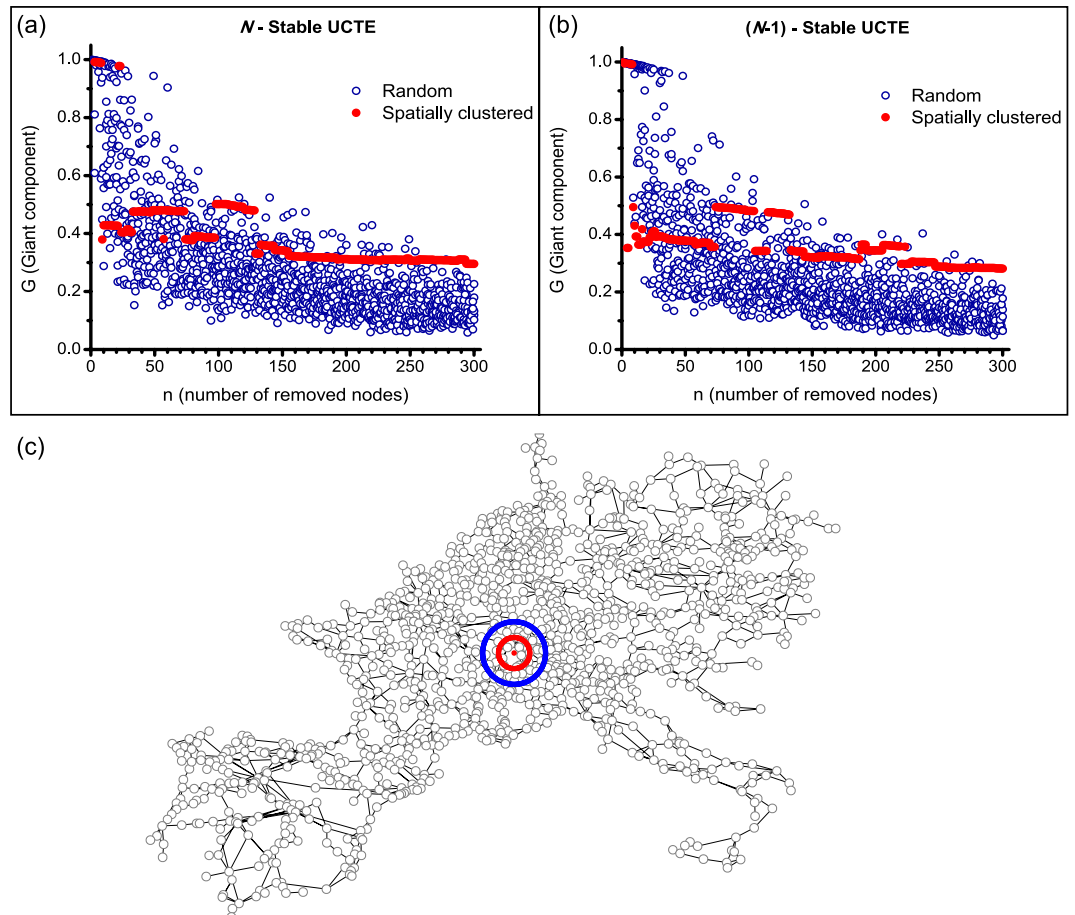 (a)
N - Stable UCTE
1.0
0.8
0.6
0.4
0.2
0.0
G (Giant component)
Random
Spatially clustered
0 50 100 150 200 250 300
n (number of removed nodes)
(b)
(N-1) - Stable UCTE
1.0
0.8
0.6
0.4
0.2
0.0
G (Giant component)
Random
Spatially clustered
0 50 100 150 200 250 300
n (number of removed nodes)
(c)